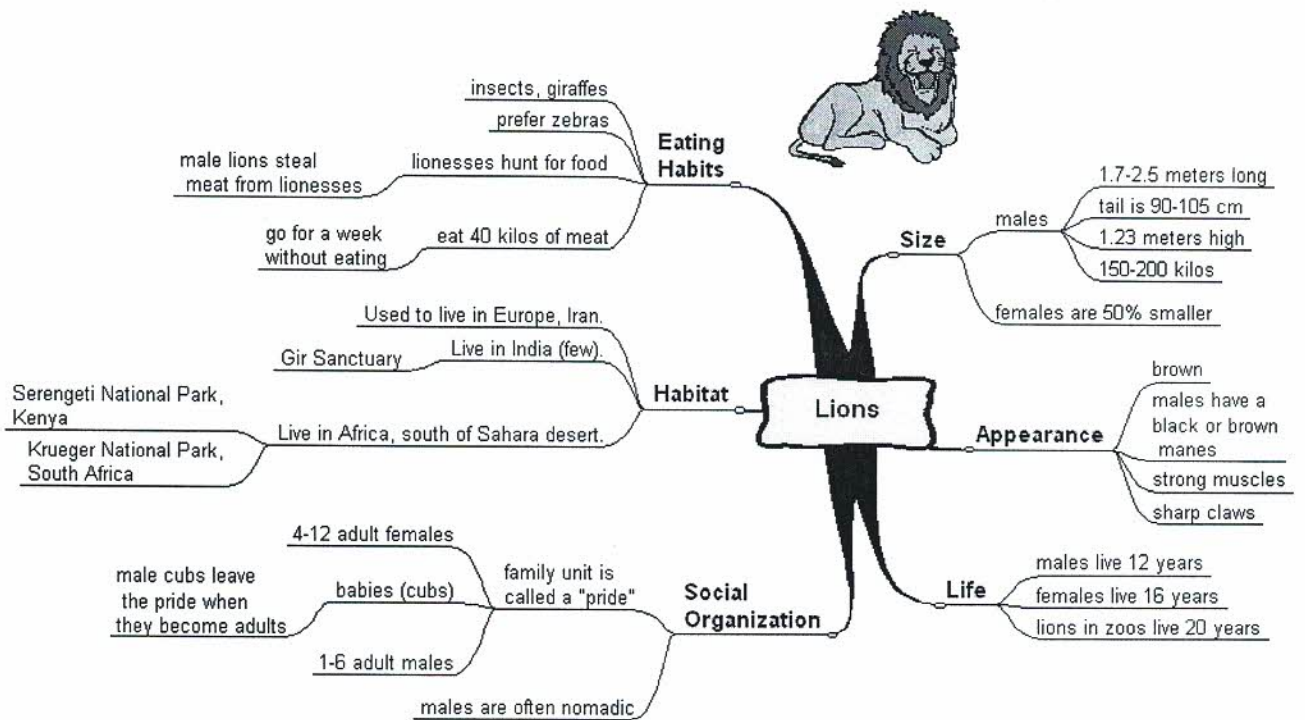 insects, giraffes
prefer zebras
lionesses hunt for food
male lions steal
meat from lionesses
eat 40 kilos of meat
go for a week
without eating
Eating
Habits
Used to live in Europe, Iran.
Live in India (few).
Gir Sanctuary
Live in Africa, south of Sahara desert.
Serengeti National Park,
Kenya
Krueger National Park,
South Africa
Habitat
4-12 adult females
babies (cubs)
male cubs leave
the pride when
they become adults
1-6 adult males
family unit is
called a "pride"
males are often nomadic
Social
Organization
Lions
Size
males
1.7-2.5 meters long
tail is 90-105 cm
1.23 meters high
150-200 kilos
females are 50% smaller
Appearance
brown
males have a
black or brown
manes
strong muscles
sharp claws
Life
males live 12 years
females live 16 years
lions in zoos live 20 years